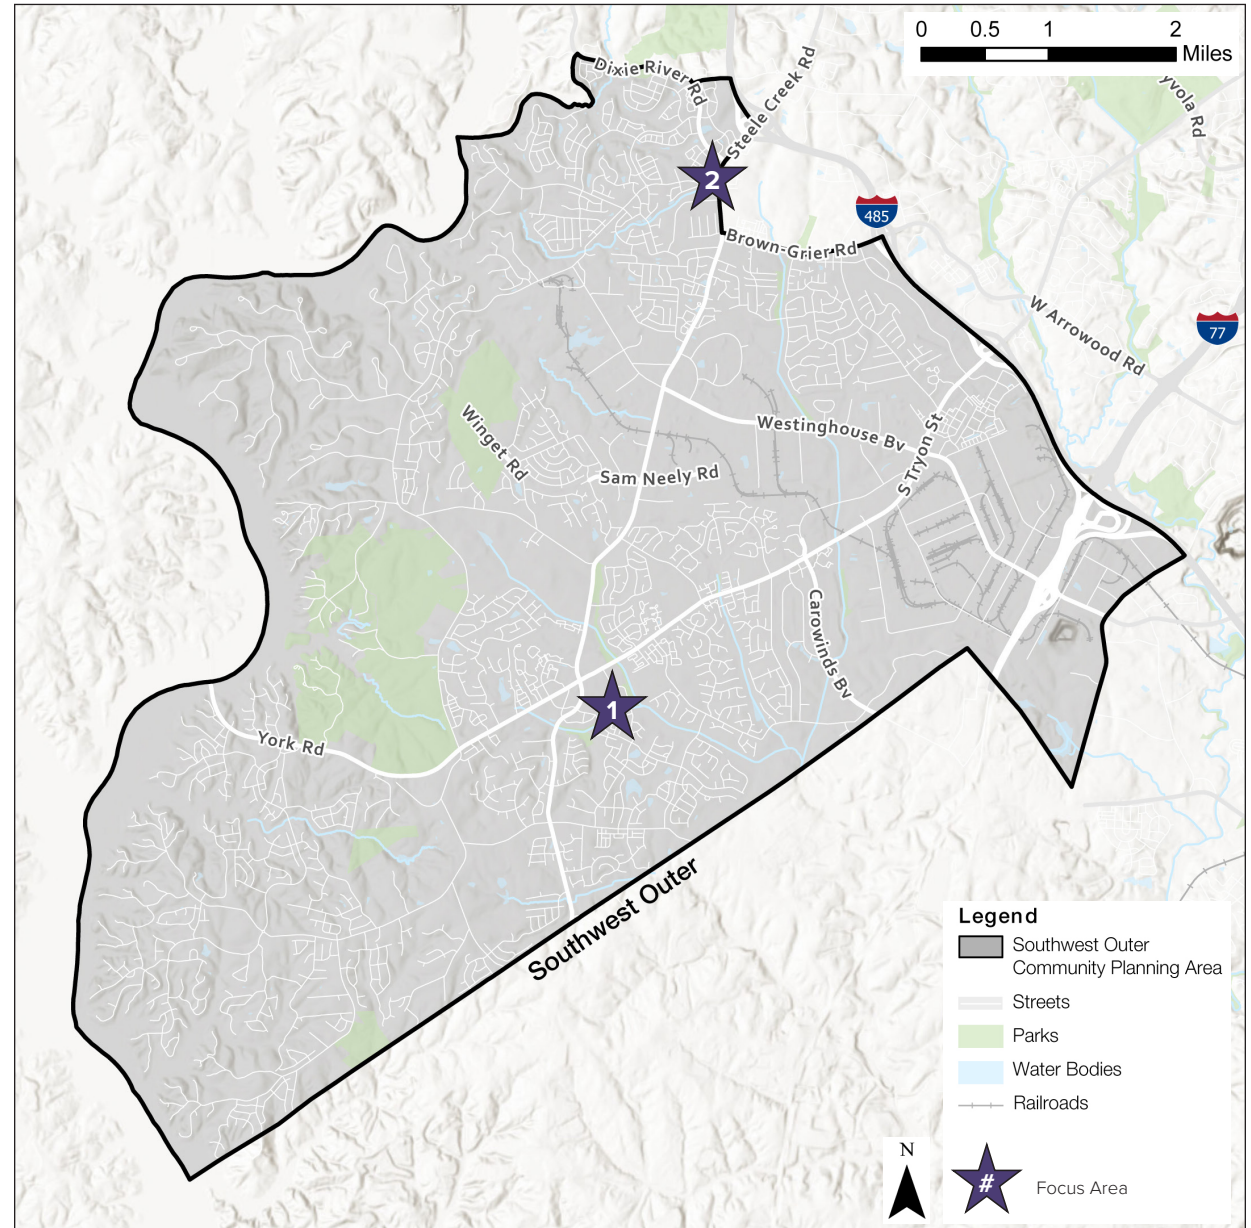 0 0.5 1 2
Miles
Dixie River Rd
Steele Creek Rd
yvola Rd
2
485
Brown-Grier Rd
W Arrowood Rd
77
Winget Rd
Westinghouse Bv
S Tryon St
Sam Neely Rd
Carowinds Bv
1
York Rd
Southwest Outer
Legend
Southwest Outer
Community Planning Area
Streets
Parks
Water Bodies
Railroads
N
#
Focus Area